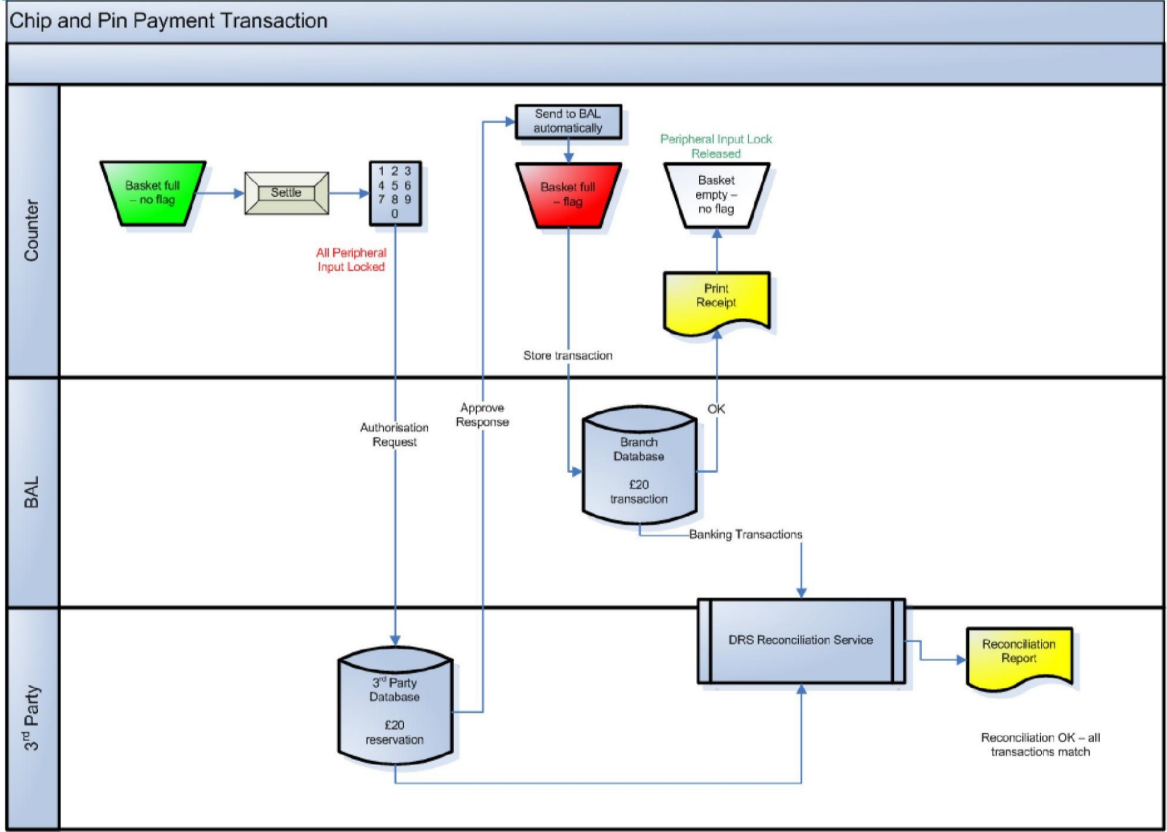 Chip and Pin Payment Transaction
Counter
Send to BAL
automatically
Peripheral Input Lock
Released
Basket full
– no flag
Settle
1 2 3
4 5 6
7 8 9
0
Basket full
– flag
Basket
empty –
no flag
All Peripheral
Input Locked
Print
Receipt
Store transaction
BAL
Authorisation
Request
Approve
Response
OK
Branch
Database
£20
transaction
Banking Transactions
3rd Party
3rd Party
Database
£20
reservation
DRS Reconciliation Service
Reconciliation
Report
Reconciliation OK – all
transactions match